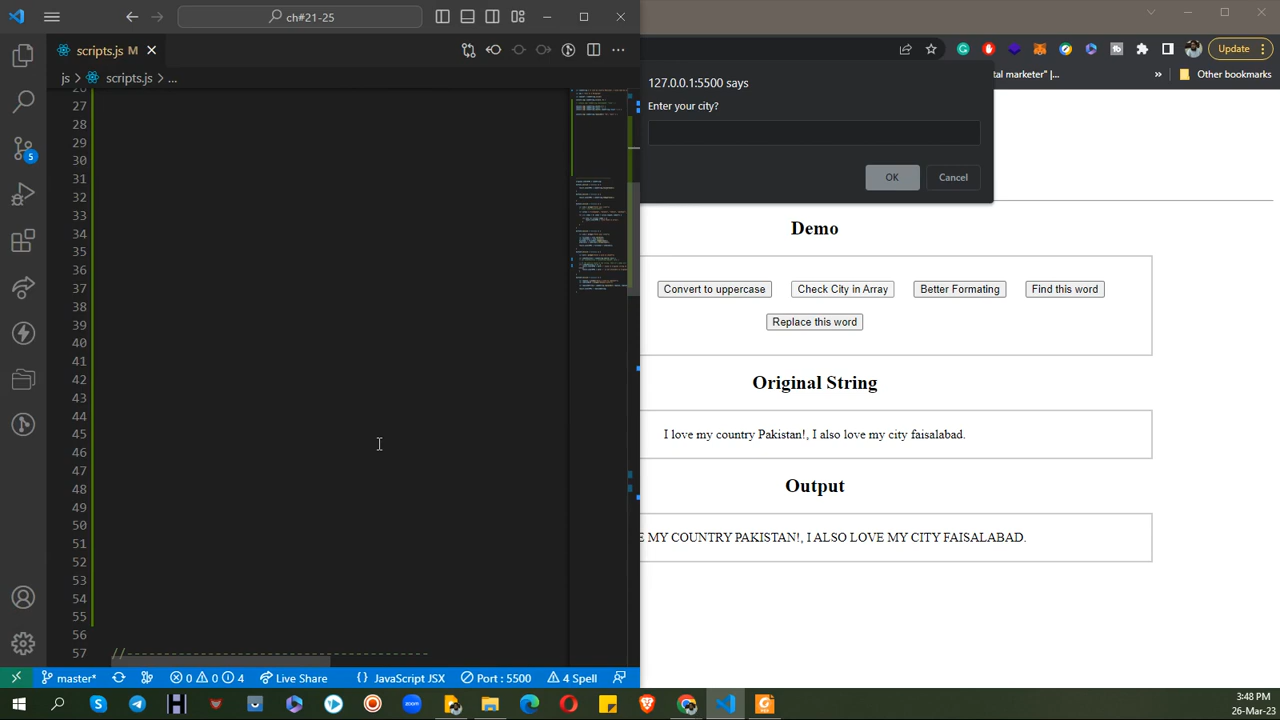 ch#21-25
scripts.js M
js > scripts.js > ...
27
28
29
30
31
32
33
34
35
36
37
38
39
40
41
42
43
44
45
46
47
48
49
50
51
52
53
54
55
56
57 //----------------------------------------
5
master*
0 0 4
Live Share
{ } JavaScript JSX
Port : 5500
4 Spell
Update
tal marketer" |...
» Other bookmarks
127.0.0.1:5500 says
Enter your city?
OK Cancel
Demo
Convert to uppercase Check City in Array Better Formating Find this word
Replace this word
Original String
I love my country Pakistan!, I also love my city faisalabad.
Output
E MY COUNTRY PAKISTAN!, I ALSO LOVE MY CITY FAISALABAD.
zoom
3:48 PM
26-Mar-23